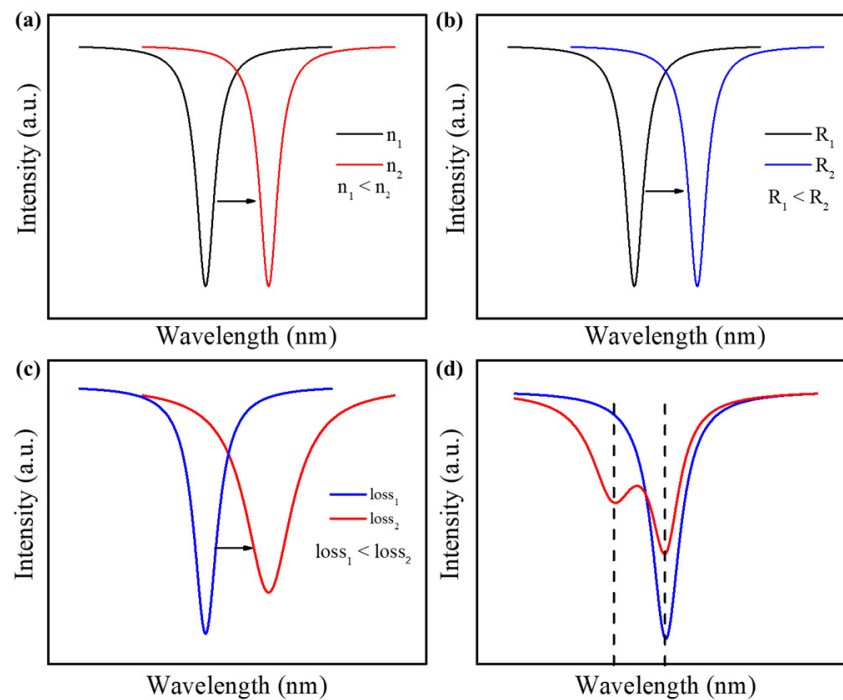 (a)
Intensity (a.u.)
n₁
n₂
n₁ < n₂
Wavelength (nm)
(b)
Intensity (a.u.)
R₁
R₂
R₁ < R₂
Wavelength (nm)
(c)
Intensity (a.u.)
loss₁
loss₂
loss₁ < loss₂
Wavelength (nm)
(d)
Intensity (a.u.)
Wavelength (nm)